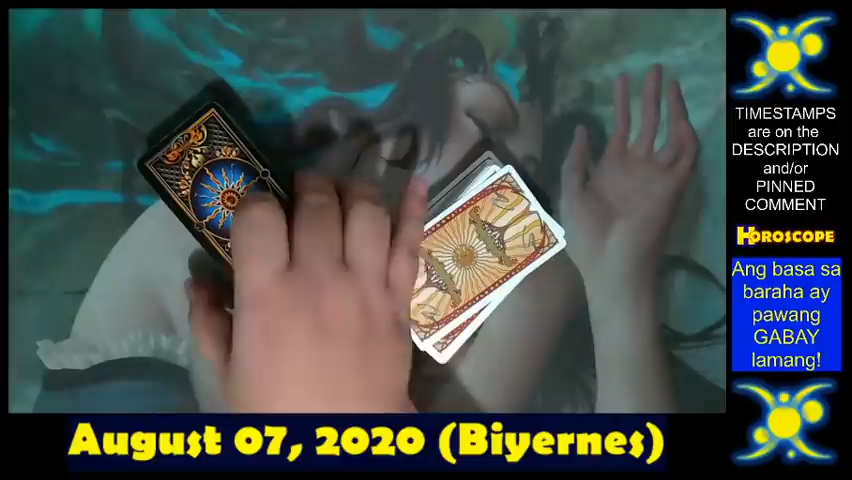 TIMESTAMPS
are on the
DESCRIPTION
and/or
PINNED
COMMENT
HOROSCOPE
Ang basa sa
baraha ay
pawang
GABAY
lamang!
August 07, 2020 (Biyernes)